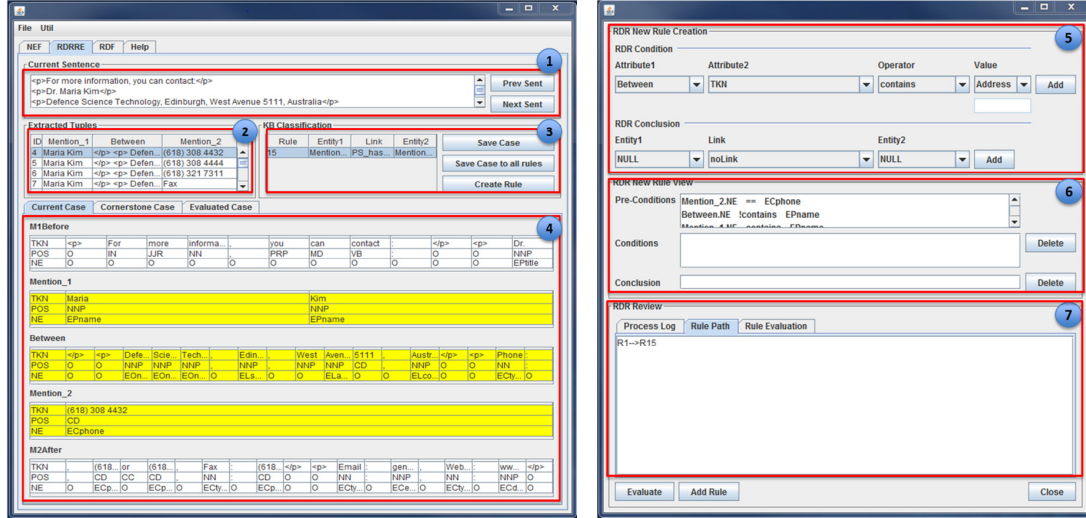 File Util
NEF RDRRE RDF Help
Current Sentence
1
<p>For more information, you can contact:</p>
<p>Dr. Maria Kim</p>
<p>Defence Science Technology, Edinburgh, West Avenue 5111, Australia</p>
Prev Sent
Next Sent
Extracted Tuples
2
ID Mention_1 Between Mention_2
4 Maria Kim </p> <p> Defen... (618) 308 4432
5 Maria Kim </p> <p> Defen... (618) 308 4444
6 Maria Kim </p> <p> Defen... (618) 321 7311
7 Maria Kim </p> <p> Defen... Fax
KB Classification
3
Rule Entity1 Link Entity2
15 Mention... PS_has... Mention...
Save Case
Save Case to all rules
Create Rule
Current Case Cornerstone Case Evaluated Case
4
M1Before
TKN <p> For more informa... , you can contact : </p> <p> Dr.
POS O IN JJR NN , PRP MD VB : O O NNP
NE O O O O O O O O O O O EPtitle
Mention_1
TKN Maria Kim
POS NNP NNP
NE EPname EPname
Between
TKN </p> <p> Defe... Scie... Tech... , Edin... , West Aven... 5111 , Austr... </p> <p> Phone :
POS O O NNP NNP NNP , NNP , NNP NNP CD , NNP O O NN :
NE O O EOn... EOn... EOn... O ELs... O O ELa... O O ELco... O O ECty... O
Mention_2
TKN (618) 308 4432
POS CD
NE ECphone
M2After
TKN , (618... or (618... , Fax : (618... </p> <p> Email : gen... , Web... : ww... </p>
POS , CD CC CD , NN : CD O O NN : NNP , NN : NNP O
NE O ECp... O ECp... O ECty... O ECp... O O ECty... O ECe... O ECty... O ECd... O
RDR New Rule Creation
5
RDR Condition
Attribute1 Attribute2 Operator Value
Between TKN contains Address Add
RDR Conclusion
Entity1 Link Entity2
NULL noLink NULL Add
RDR New Rule View
6
Pre-Conditions Mention_2.NE == ECphone
Between.NE !contains EPname
Mention_1.NE contains EPname
Conditions Delete
Conclusion Delete
RDR Review
7
Process Log Rule Path Rule Evaluation
R1-->R15
Evaluate Add Rule Close